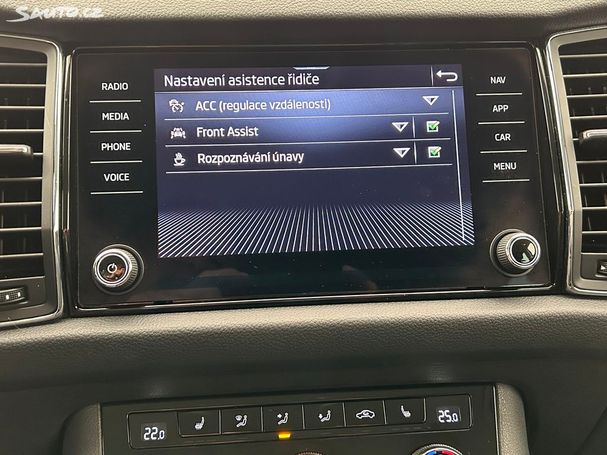 Sauto.cz
Nastavení asistence řidiče
RADIO
MEDIA
PHONE
VOICE
ACC (regulace vzdálenosti)
Front Assist
Rozpoznávání únavy
NAV
APP
CAR
MENU
22.0
25.0